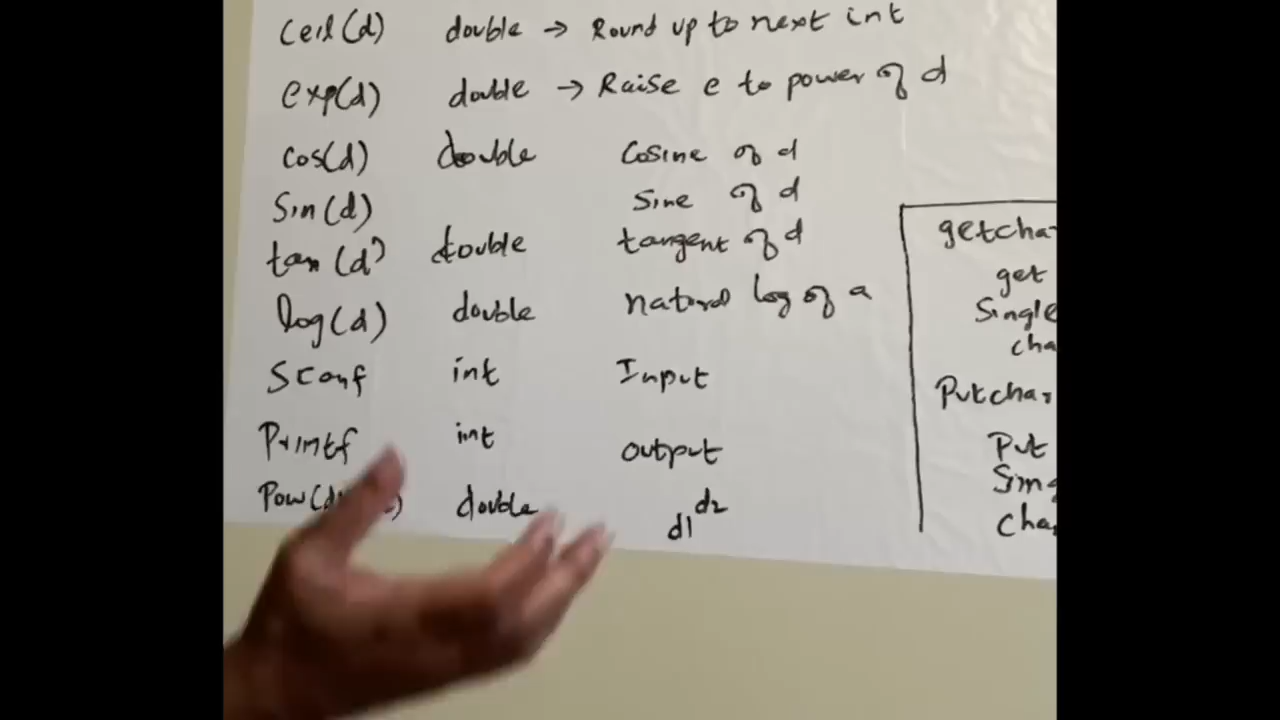 ceil(d) double → Round up to next int
exp(d) double → Raise e to power of d
cos(d) double Cosine of d
Sin(d) Sine of d
tan(d) double tangent of d
log(d) double natural log of a
Scanf int Input
Printf int output
Pow( double d1 d2
getcha
get
Single
cha
Putchar
Put
Sing
Cha